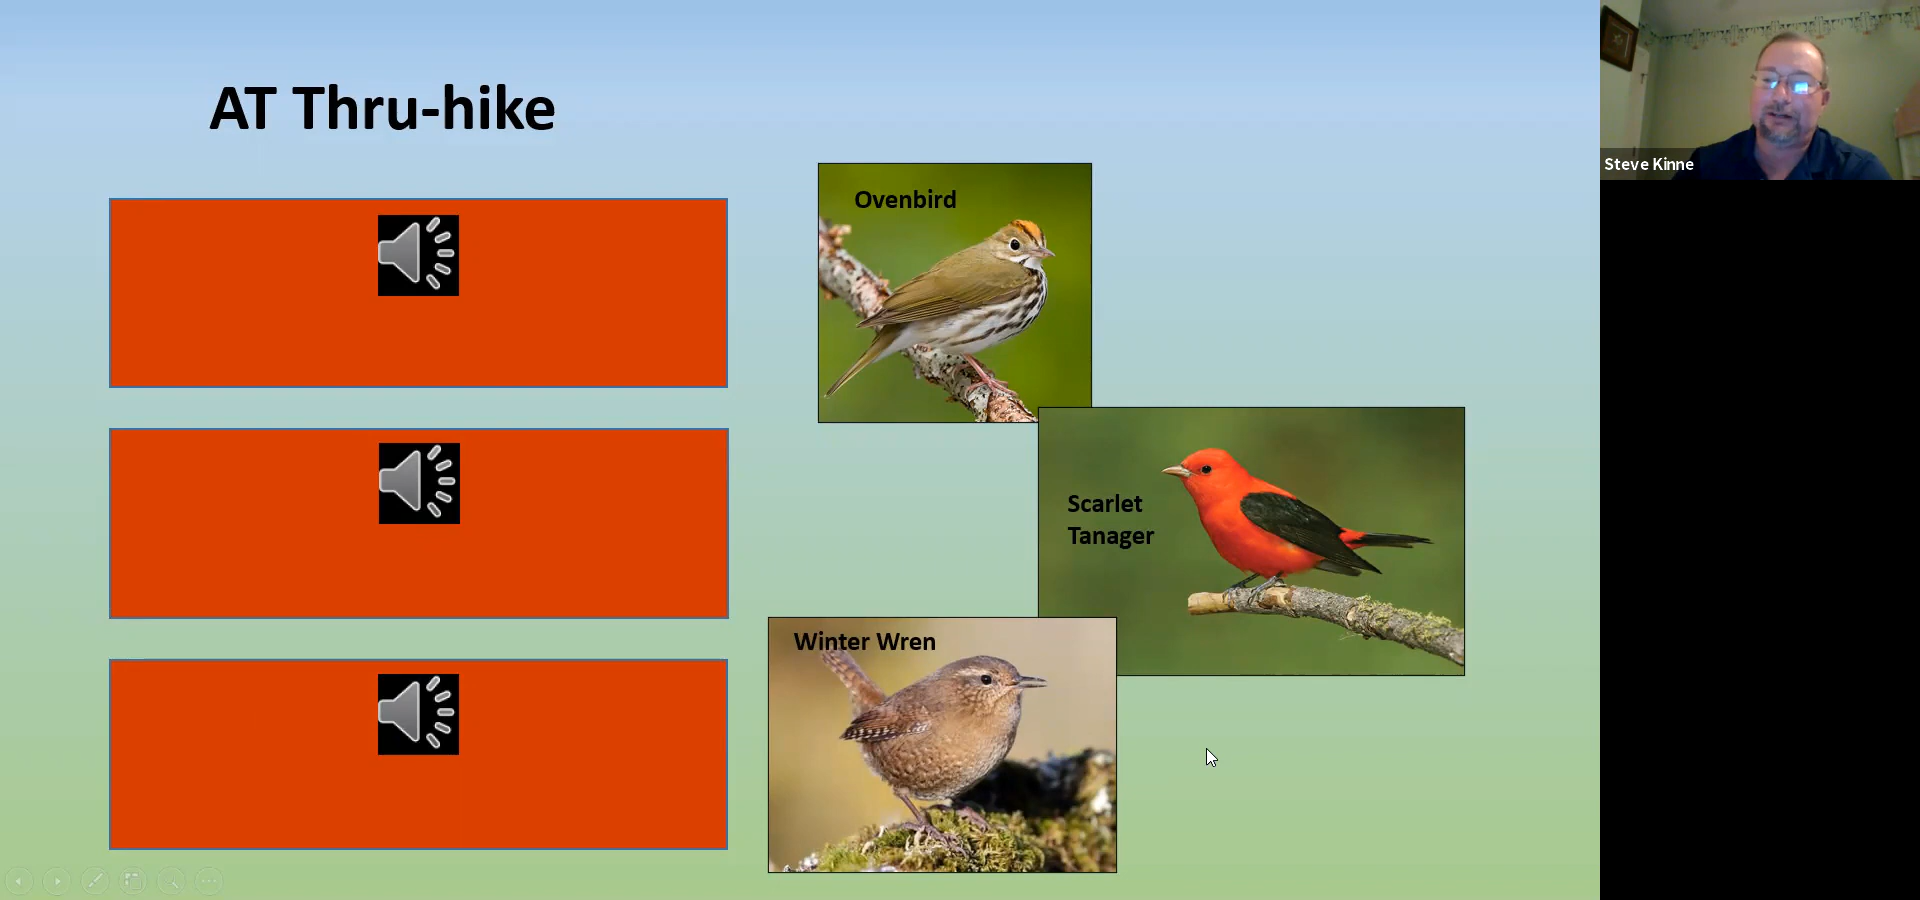 AT Thru-hike
Ovenbird
Scarlet
Tanager
Winter Wren
Steve Kinne